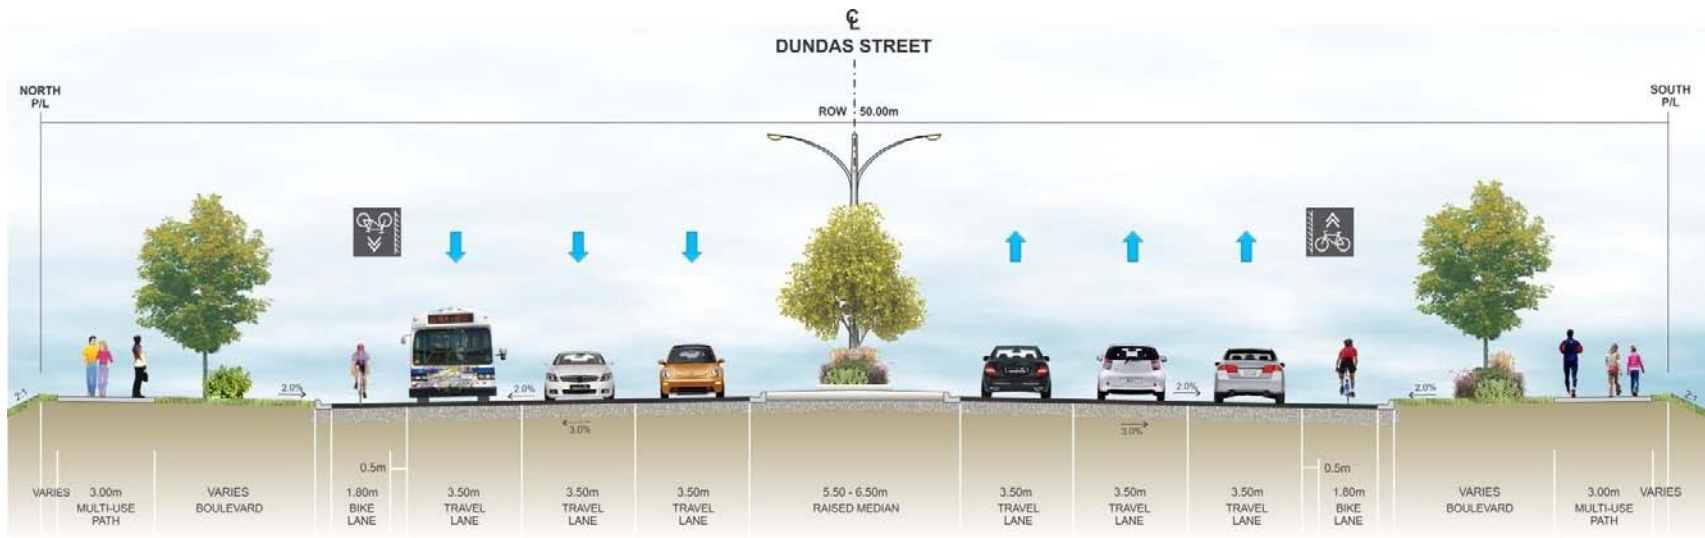 ℄
DUNDAS STREET
NORTH
P/L
SOUTH
P/L
ROW 50.00m
2:1
2.0%
2.0%
2.0%
2.0%
2:1
3.0%
3.0%
0.5m
0.5m
VARIES
3.00m
MULTI-USE
PATH
VARIES
BOULEVARD
1.80m
BIKE
LANE
3.50m
TRAVEL
LANE
3.50m
TRAVEL
LANE
3.50m
TRAVEL
LANE
5.50 - 6.50m
RAISED MEDIAN
3.50m
TRAVEL
LANE
3.50m
TRAVEL
LANE
3.50m
TRAVEL
LANE
1.80m
BIKE
LANE
VARIES
BOULEVARD
3.00m
MULTI-USE
PATH
VARIES